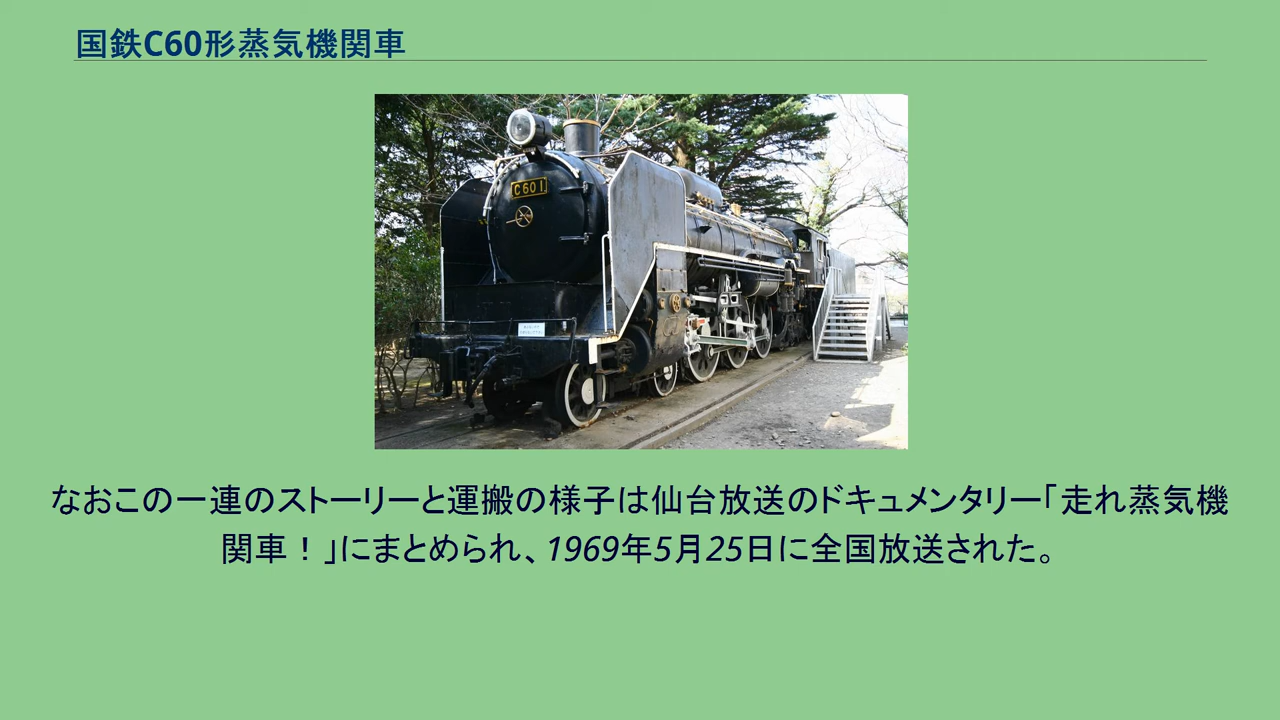 国鉄C60形蒸気機関車
C60 1
なおこの一連のストーリーと運搬の様子は仙台放送のドキュメンタリー「走れ蒸気機
関車！」にまとめられ、1969年5月25日に全国放送された。